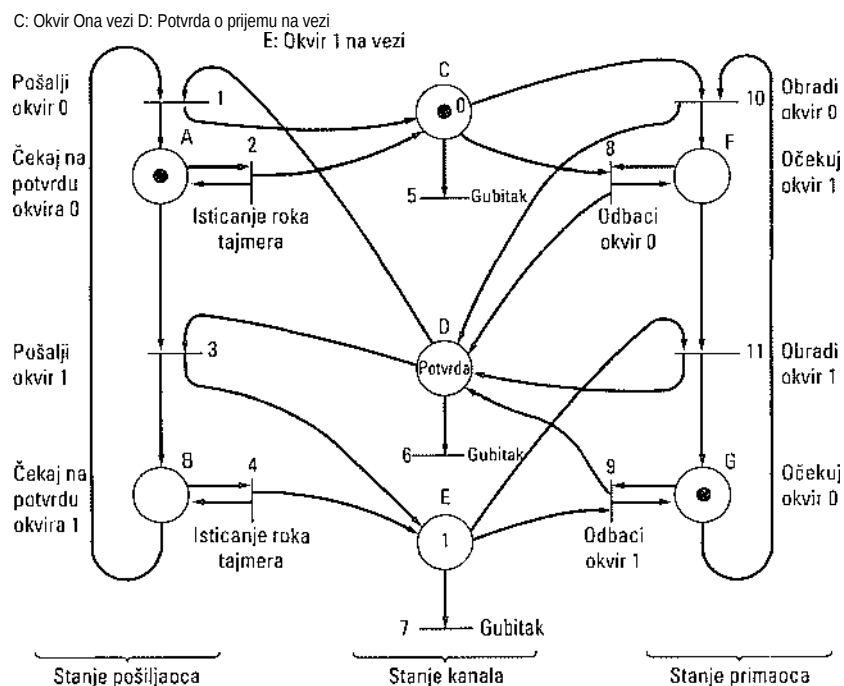 C: Okvir Ona vezi D: Potvrda o prijemu na vezi
E: Okvir 1 na vezi
Pošalji
okvir 0
1
C
0
10
Obradi
okvir 0
A
2
8
F
Čekaj na
potvrdu
okvira 0
Očekuj
okvir 1
5
Gubitak
Isticanje roka
tajmera
Odbaci
okvir 0
D
Pošalji
okvir 1
3
Potvrda
11
Obradi
okvir 1
6
Gubitak
B
4
9
G
Čekaj na
potvrdu
okvira 1
E
Očekuj
okvir 0
Isticanje roka
tajmera
1
Odbaci
okvir 1
7
Gubitak
Stanje pošiljaoca
Stanje kanala
Stanje primaoca